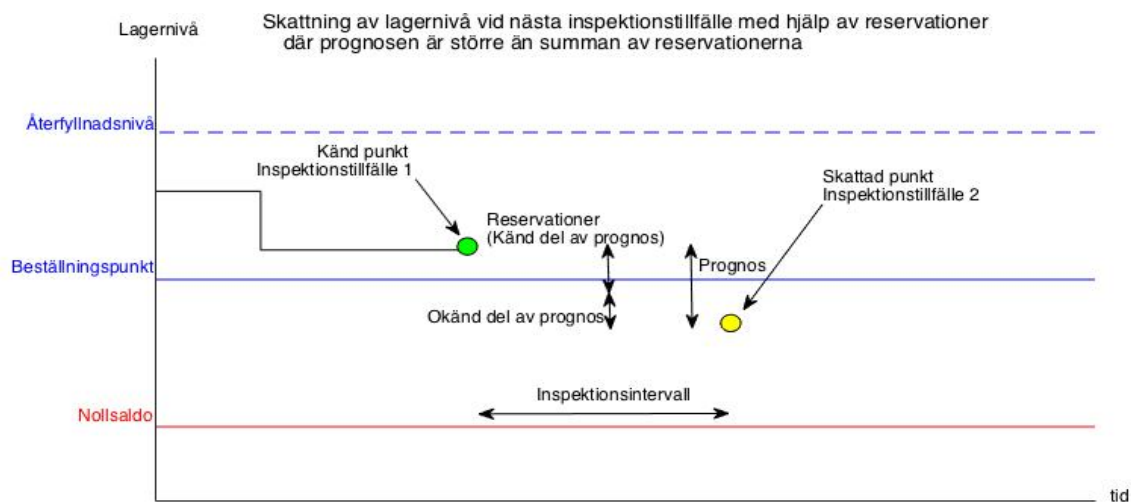 Skattning av lagernivå vid nästa inspektionstillfälle med hjälp av reservationer
där prognosen är större än summan av reservationerna
Lagernivå
Återfyllnadsnivå
Känd punkt
Inspektionstillfälle 1
Skattad punkt
Inspektionstillfälle 2
Reservationer
(Känd del av prognos)
Beställningspunkt
Prognos
Okänd del av prognos
Inspektionsintervall
Nollsaldo
tid